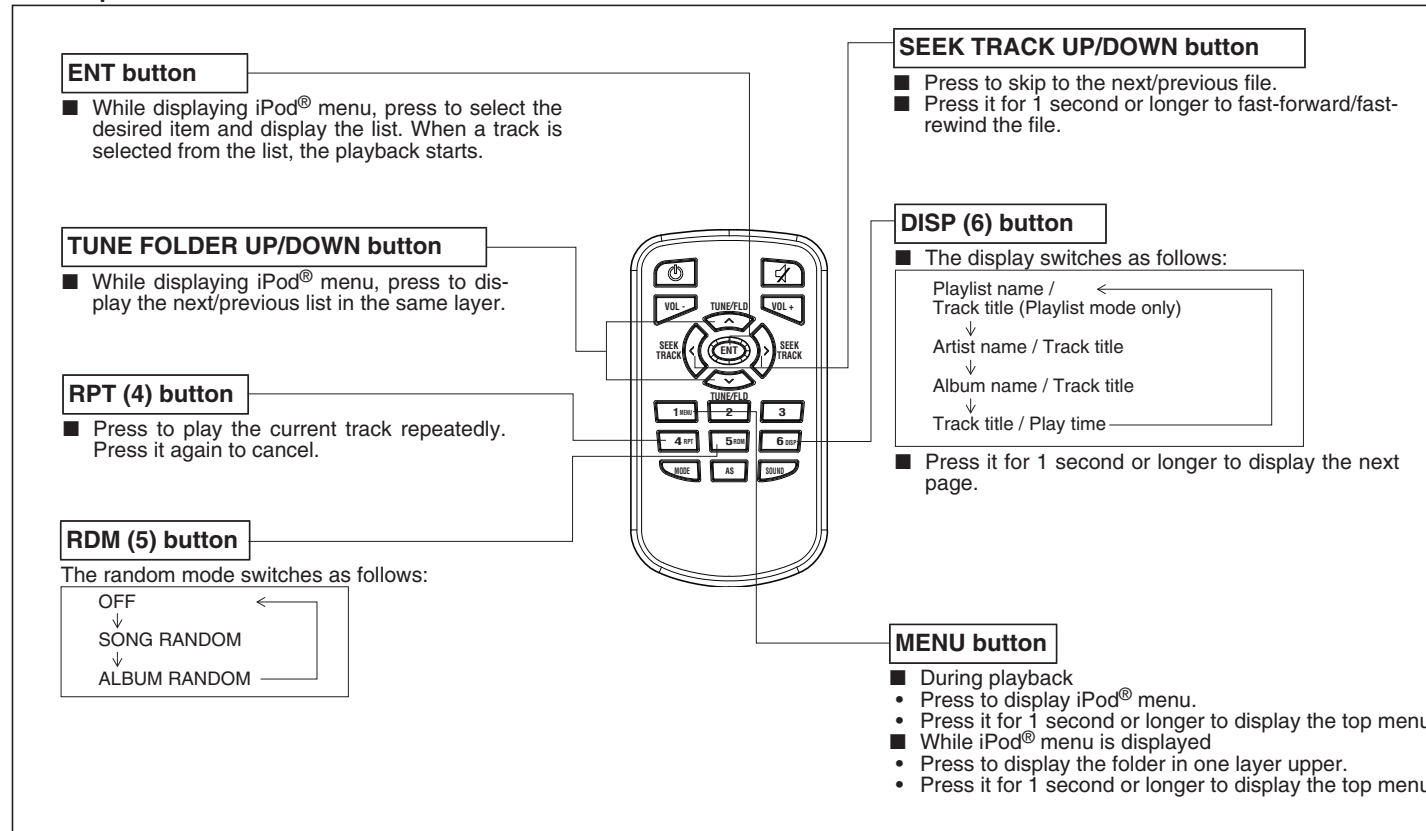 ENT button
■ While displaying iPod® menu, press to select the
desired item and display the list. When a track is
selected from the list, the playback starts.
TUNE FOLDER UP/DOWN button
■ While displaying iPod® menu, press to dis-
play the next/previous list in the same layer.
RPT (4) button
■ Press to play the current track repeatedly.
Press it again to cancel.
RDM (5) button
The random mode switches as follows:
OFF
SONG RANDOM
ALBUM RANDOM
VOL -
TUNE/FLD
VOL +
SEEK
TRACK
ENT
SEEK
TRACK
TUNE/FLD
1 MENU
2
3
4 RPT
5 RDM
6 DISP
MODE
AS
SOUND
SEEK TRACK UP/DOWN button
■ Press to skip to the next/previous file.
■ Press it for 1 second or longer to fast-forward/fast-
rewind the file.
DISP (6) button
■ The display switches as follows:
Playlist name /
Track title (Playlist mode only)
Artist name / Track title
Album name / Track title
Track title / Play time
■ Press it for 1 second or longer to display the next
page.
MENU button
■ During playback
• Press to display iPod® menu.
• Press it for 1 second or longer to display the top menu
■ While iPod® menu is displayed
• Press to display the folder in one layer upper.
• Press it for 1 second or longer to display the top menu